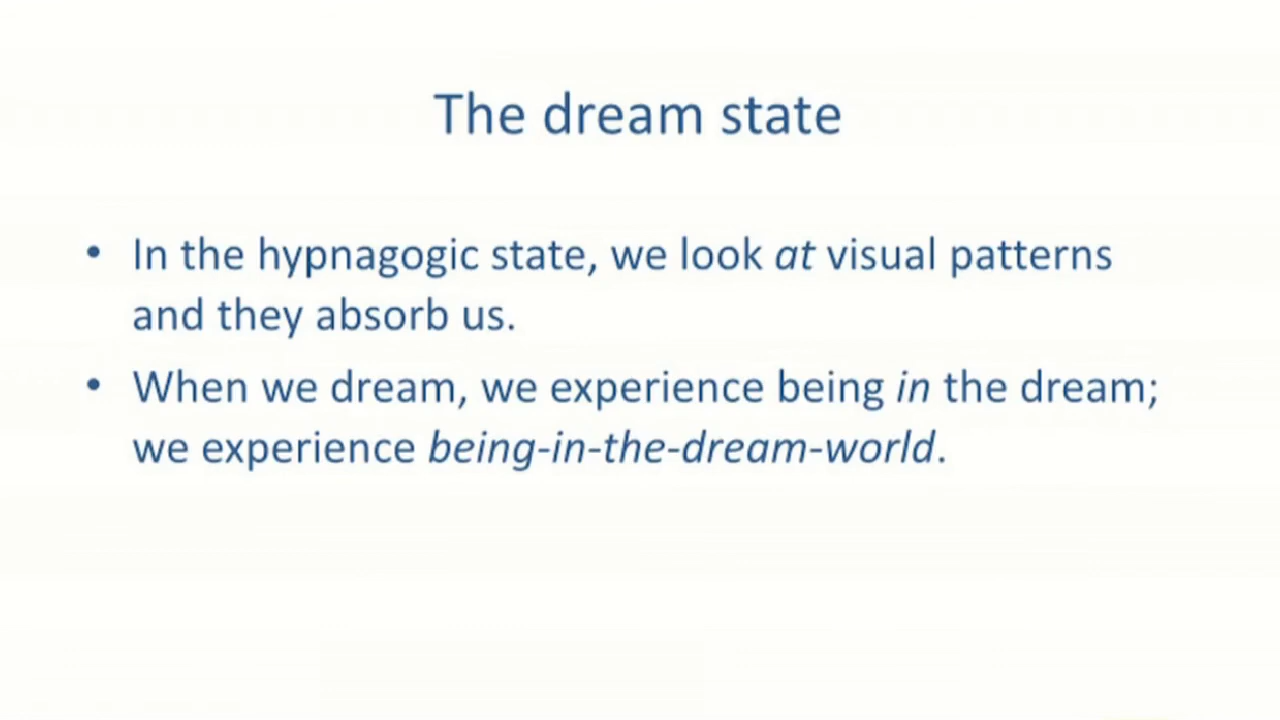 The dream state
• In the hypnagogic state, we look at visual patterns
and they absorb us.
• When we dream, we experience being in the dream;
we experience being-in-the-dream-world.